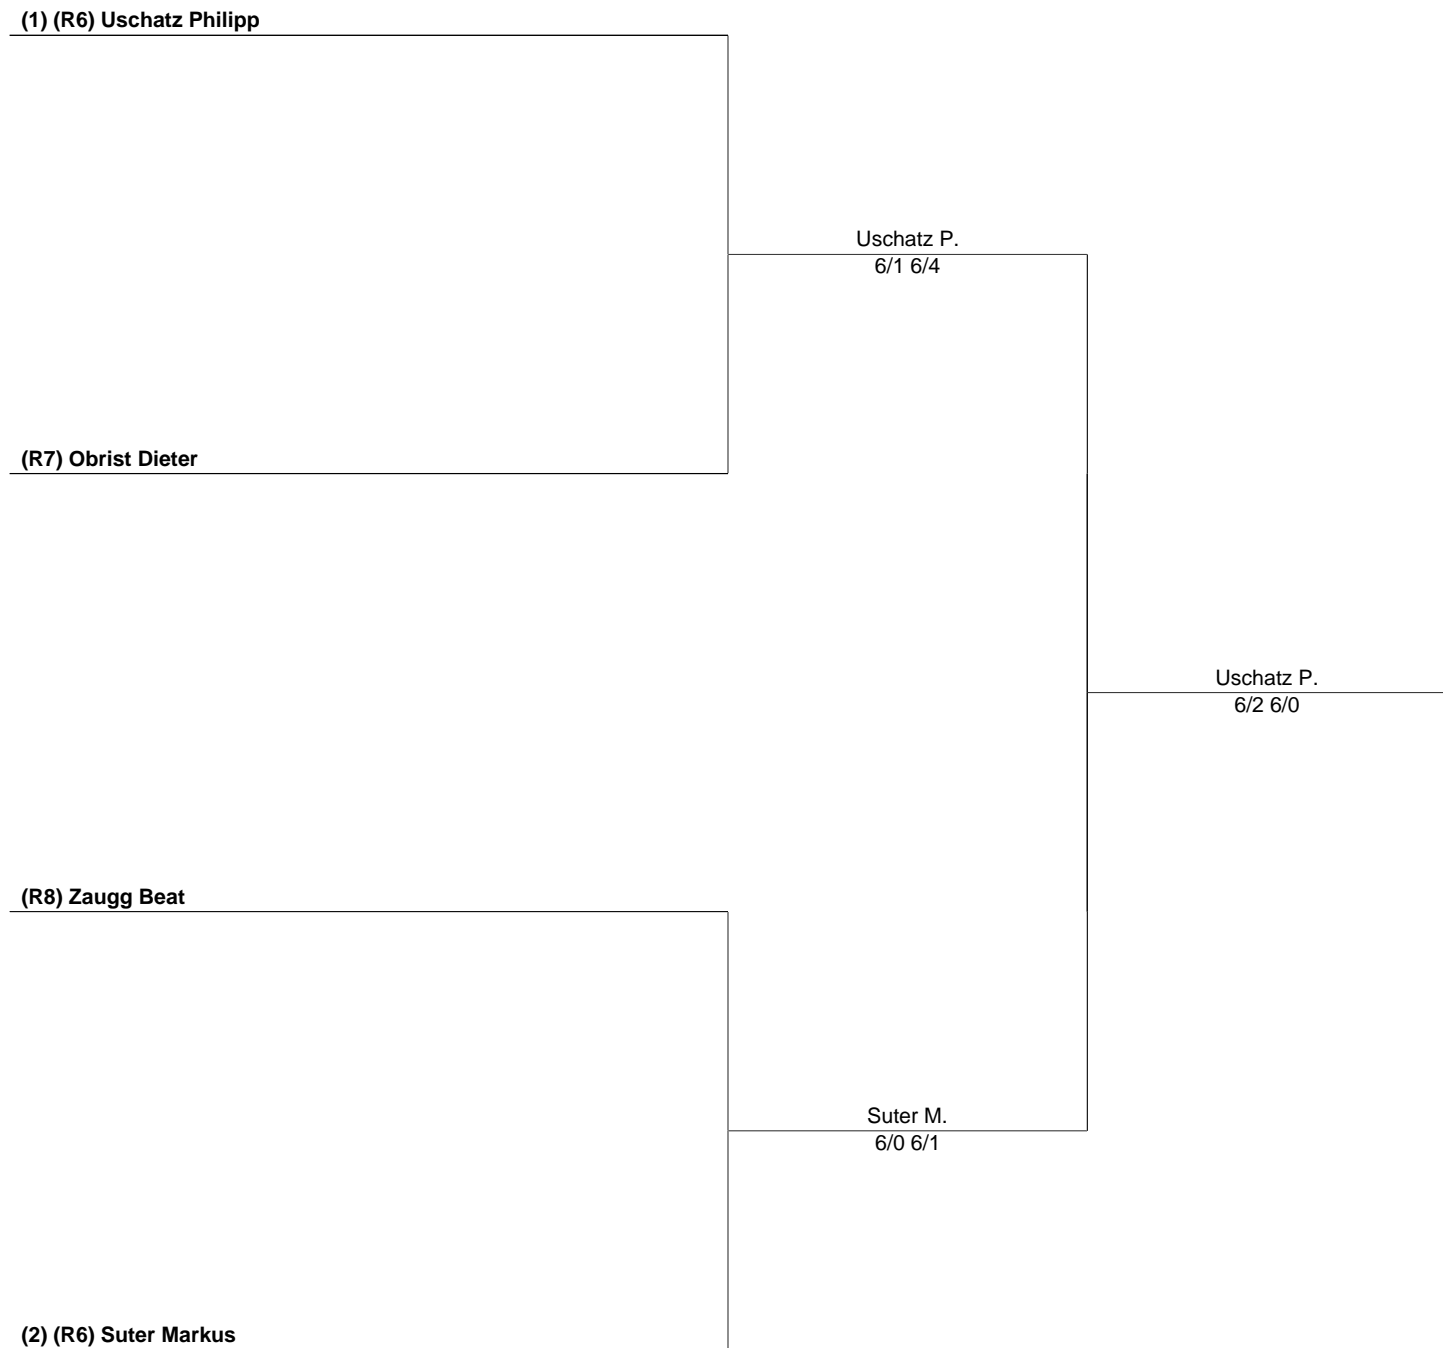 (1) (R6) Uschatz Philipp
Uschatz P.
6/1 6/4
(R7) Obrist Dieter
Uschatz P.
6/2 6/0
(R8) Zaugg Beat
Suter M.
6/0 6/1
(2) (R6) Suter Markus